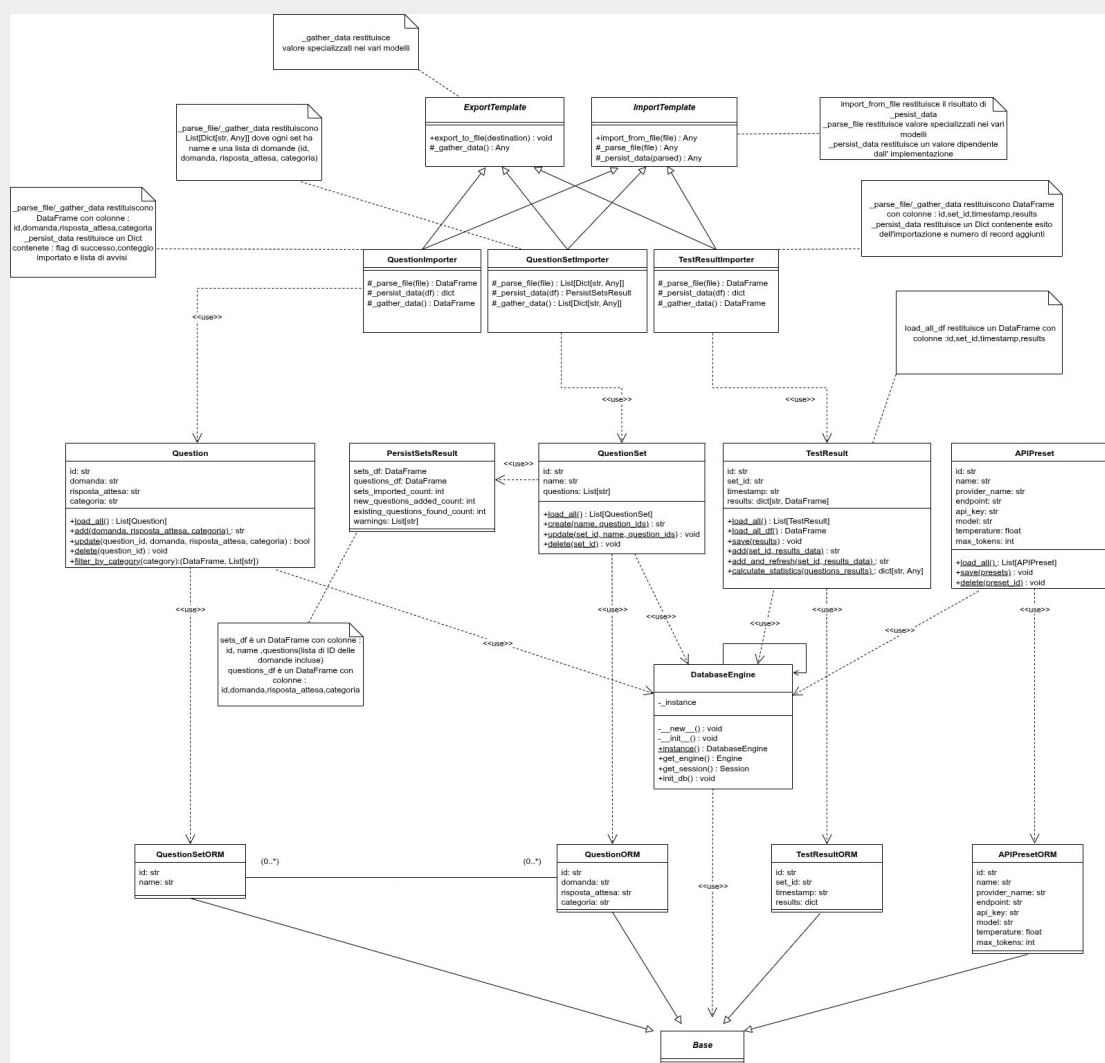 _gather_data restituisce
valore specializzati nei vari modelli
_parse_file/_gather_data restituiscono
List[Dict[str, Any]] dove ogni set ha
name e una lista di domande (id,
domanda, risposta_attesa, categoria)
ExportTemplate
+export_to_file(destination) : void
#_gather_data() : Any
ImportTemplate
+import_from_file(file) : Any
#_parse_file(file) : Any
#_persist_data(parsed) : Any
import_from_file restituisce il risultato di
_pesist_data
_parse_file restituisce valore specializzati nei vari
modelli
_persist_data restituisce un valore dipendente
dall' implementazione
_parse_file/_gather_data restituiscono
DataFrame con colonne :
id,domanda,risposta_attesa,categoria
_persist_data restituisce un Dict
contenete : flag di successo,conteggio
importato e lista di avvisi
_parse_file/_gather_data restituiscono DataFrame
con colonne : id,set_id,timestamp,results
_persist_data restituisce un Dict contenente esito
dell'importazione e numero di record aggiunti
QuestionImporter
#_parse_file(file) : DataFrame
#_persist_data(df) : dict
#_gather_data() : DataFrame
QuestionSetImporter
#_parse_file(file) : List[Dict[str, Any]]
#_persist_data(df) : PersistSetsResult
#_gather_data() : List[Dict[str, Any]]
TestResultImporter
#_parse_file(file) : DataFrame
#_persist_data(df) : dict
#_gather_data() : DataFrame
<<use>>
<<use>>
<<use>>
load_all_df restituisce un DataFrame con
colonne :id,set_id,timestamp,results
Question
id: str
domanda: str
risposta_attesa: str
categoria: str
+load_all() : List[Question]
+add(domanda, risposta_attesa, categoria) : str
+update(question_id, domanda, risposta_attesa, categoria) : bool
+delete(question_id) : void
+filter_by_category(category):(DataFrame, List[str])
PersistSetsResult
sets_df: DataFrame
questions_df: DataFrame
sets_imported_count: int
new_questions_added_count: int
existing_questions_found_count: int
warnings: List[str]
<<use>>
QuestionSet
id: str
name: str
questions: List[str]
+load_all() : List[QuestionSet]
+create(name, question_ids) : str
+update(set_id, name, question_ids) : void
+delete(set_id) : void
TestResult
id: str
set_id: str
timestamp: str
results: dict[str, DataFrame]
+load_all() : List[TestResult]
+load_all_df() : DataFrame
+save(results) : void
+add(set_id, results_data) : str
+add_and_refresh(set_id, results_data) : str
+calculate_statistics(questions_results) : dict[str, Any]
APIPreset
id: str
name: str
provider_name: str
endpoint: str
api_key: str
model: str
temperature: float
max_tokens: int
+load_all() : List[APIPreset]
+save(presets) : void
+delete(preset_id) : void
<<use>>
<<use>>
<<use>>
<<use>>
<<use>>
<<use>>
<<use>>
<<use>>
sets_df è un DataFrame con colonne :
id, name ,questions(lista di ID delle
domande incluse)
questions_df è un DataFrame con
colonne :
id,domanda,risposta_attesa,categoria
DatabaseEngine
-_instance
-__new__() : void
-__init__() : void
+instance() : DatabaseEngine
+get_engine() : Engine
+get_session() : Session
+init_db() : void
<<use>>
QuestionSetORM
id: str
name: str
(0..*)
(0..*)
QuestionORM
id: str
domanda: str
risposta_attesa: str
categoria: str
TestResultORM
id: str
set_id: str
timestamp: str
results: dict
APIPresetORM
id: str
name: str
provider_name: str
endpoint: str
api_key: str
model: str
temperature: float
max_tokens: int
Base